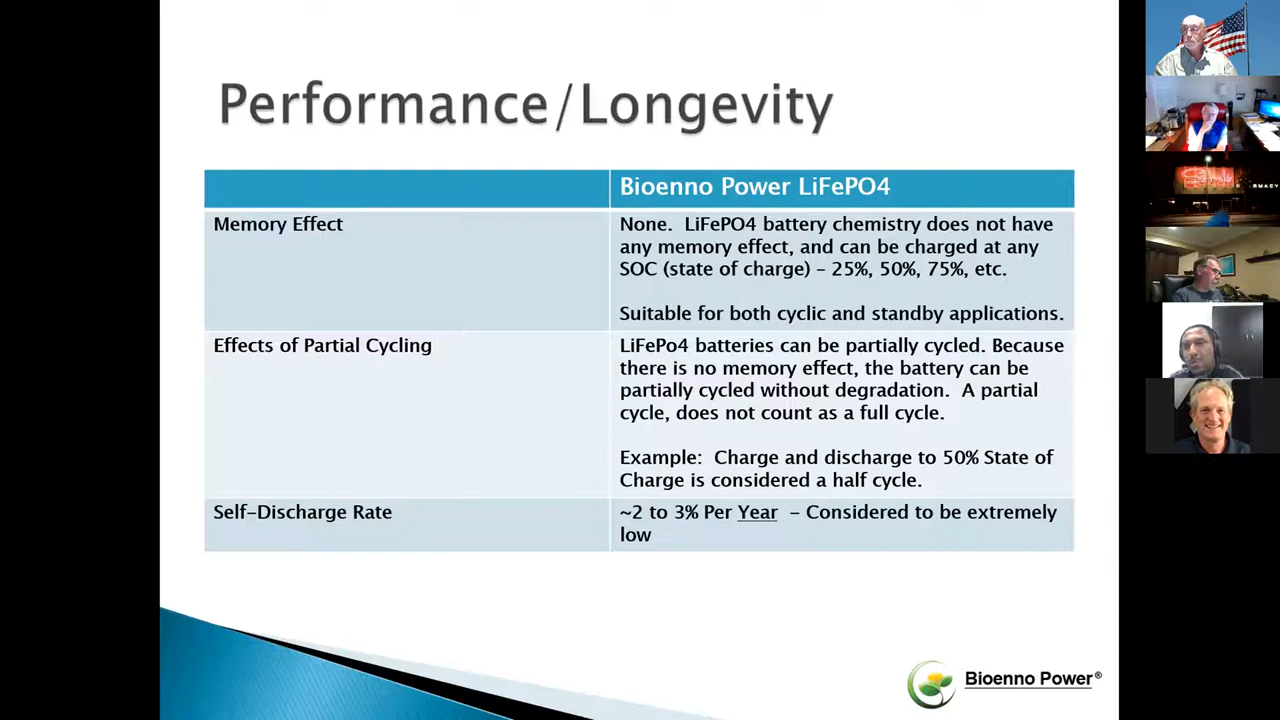 Performance/Longevity
Bioenno Power LiFePO4
Memory Effect
None.  LiFePO4 battery chemistry does not have
any memory effect, and can be charged at any
SOC (state of charge) – 25%, 50%, 75%, etc.
Suitable for both cyclic and standby applications.
Effects of Partial Cycling
LiFePo4 batteries can be partially cycled. Because
there is no memory effect, the battery can be
partially cycled without degradation.  A partial
cycle, does not count as a full cycle.
Example:  Charge and discharge to 50% State of
Charge is considered a half cycle.
Self-Discharge Rate
~2 to 3% Per Year  – Considered to be extremely
low
Bioenno Power®